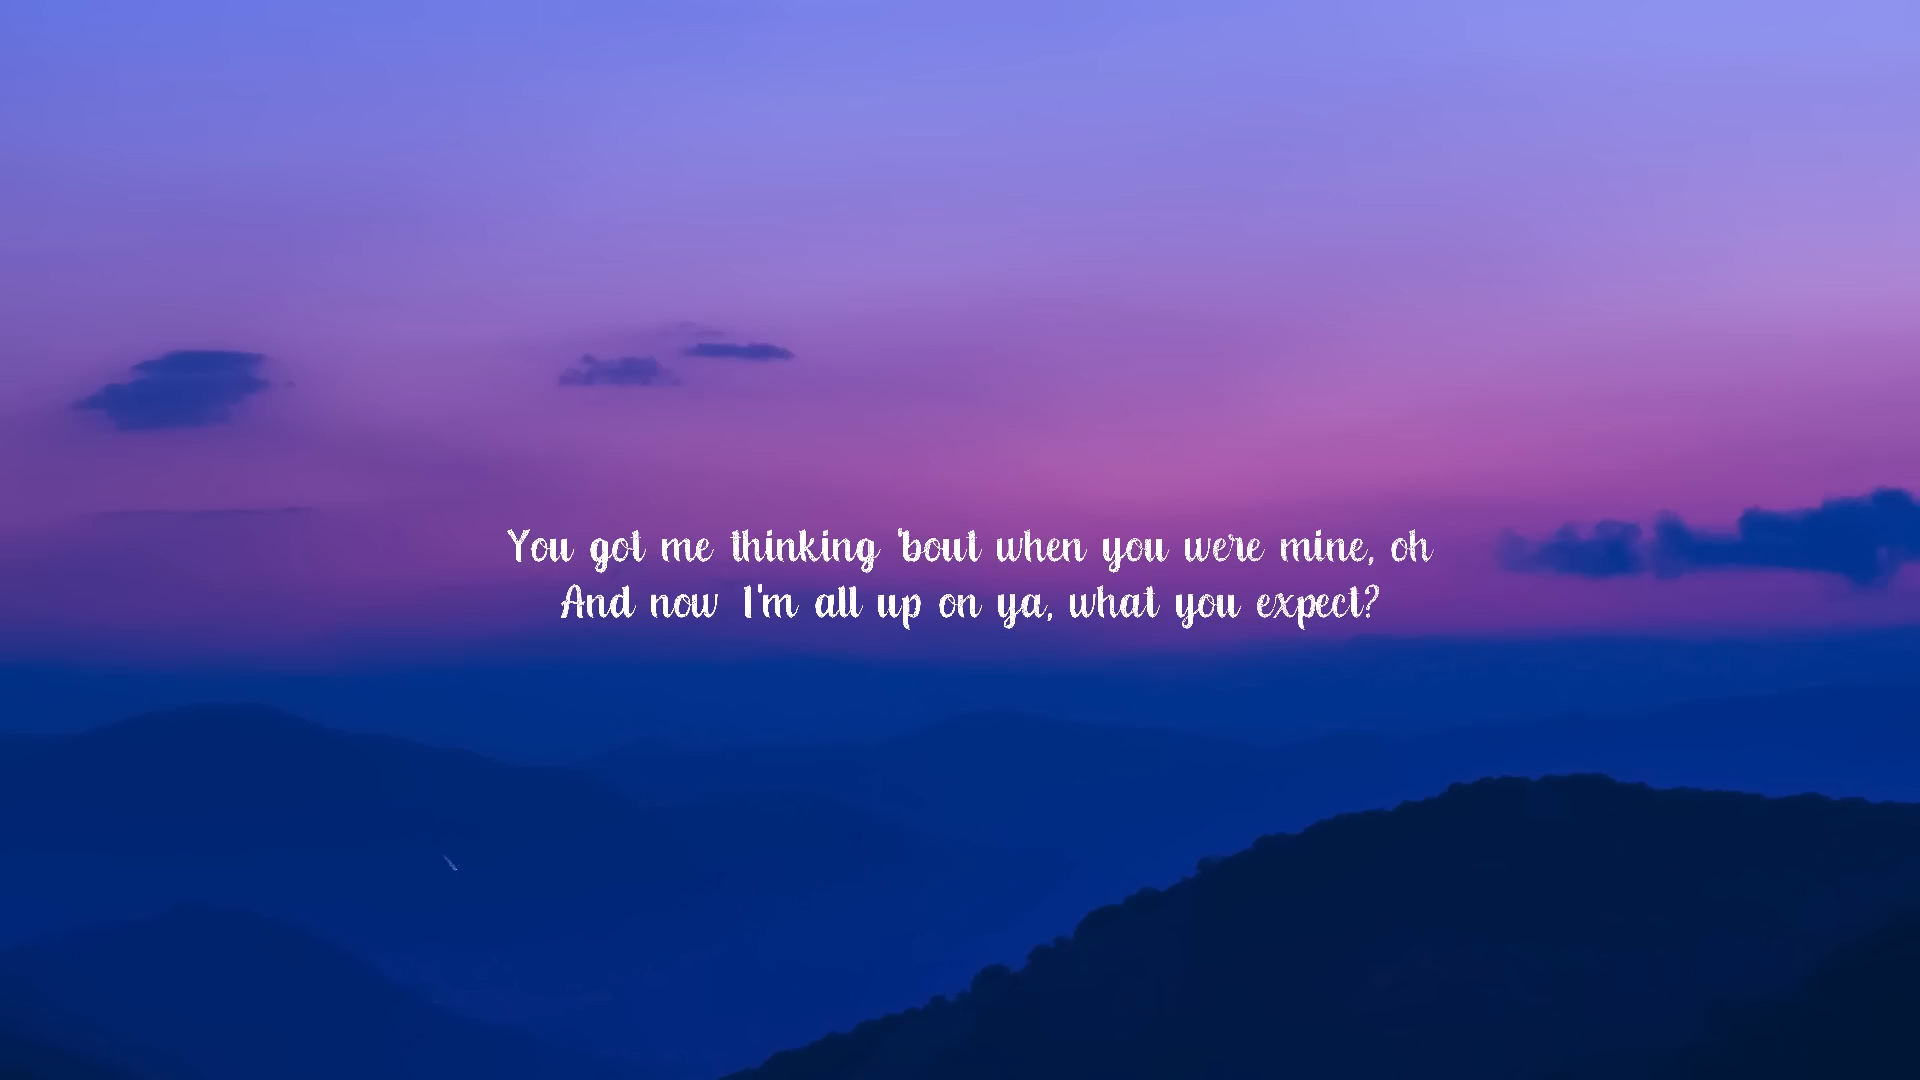 You got me thinking 'bout when you were mine, oh
And now I'm all up on ya, what you expect?